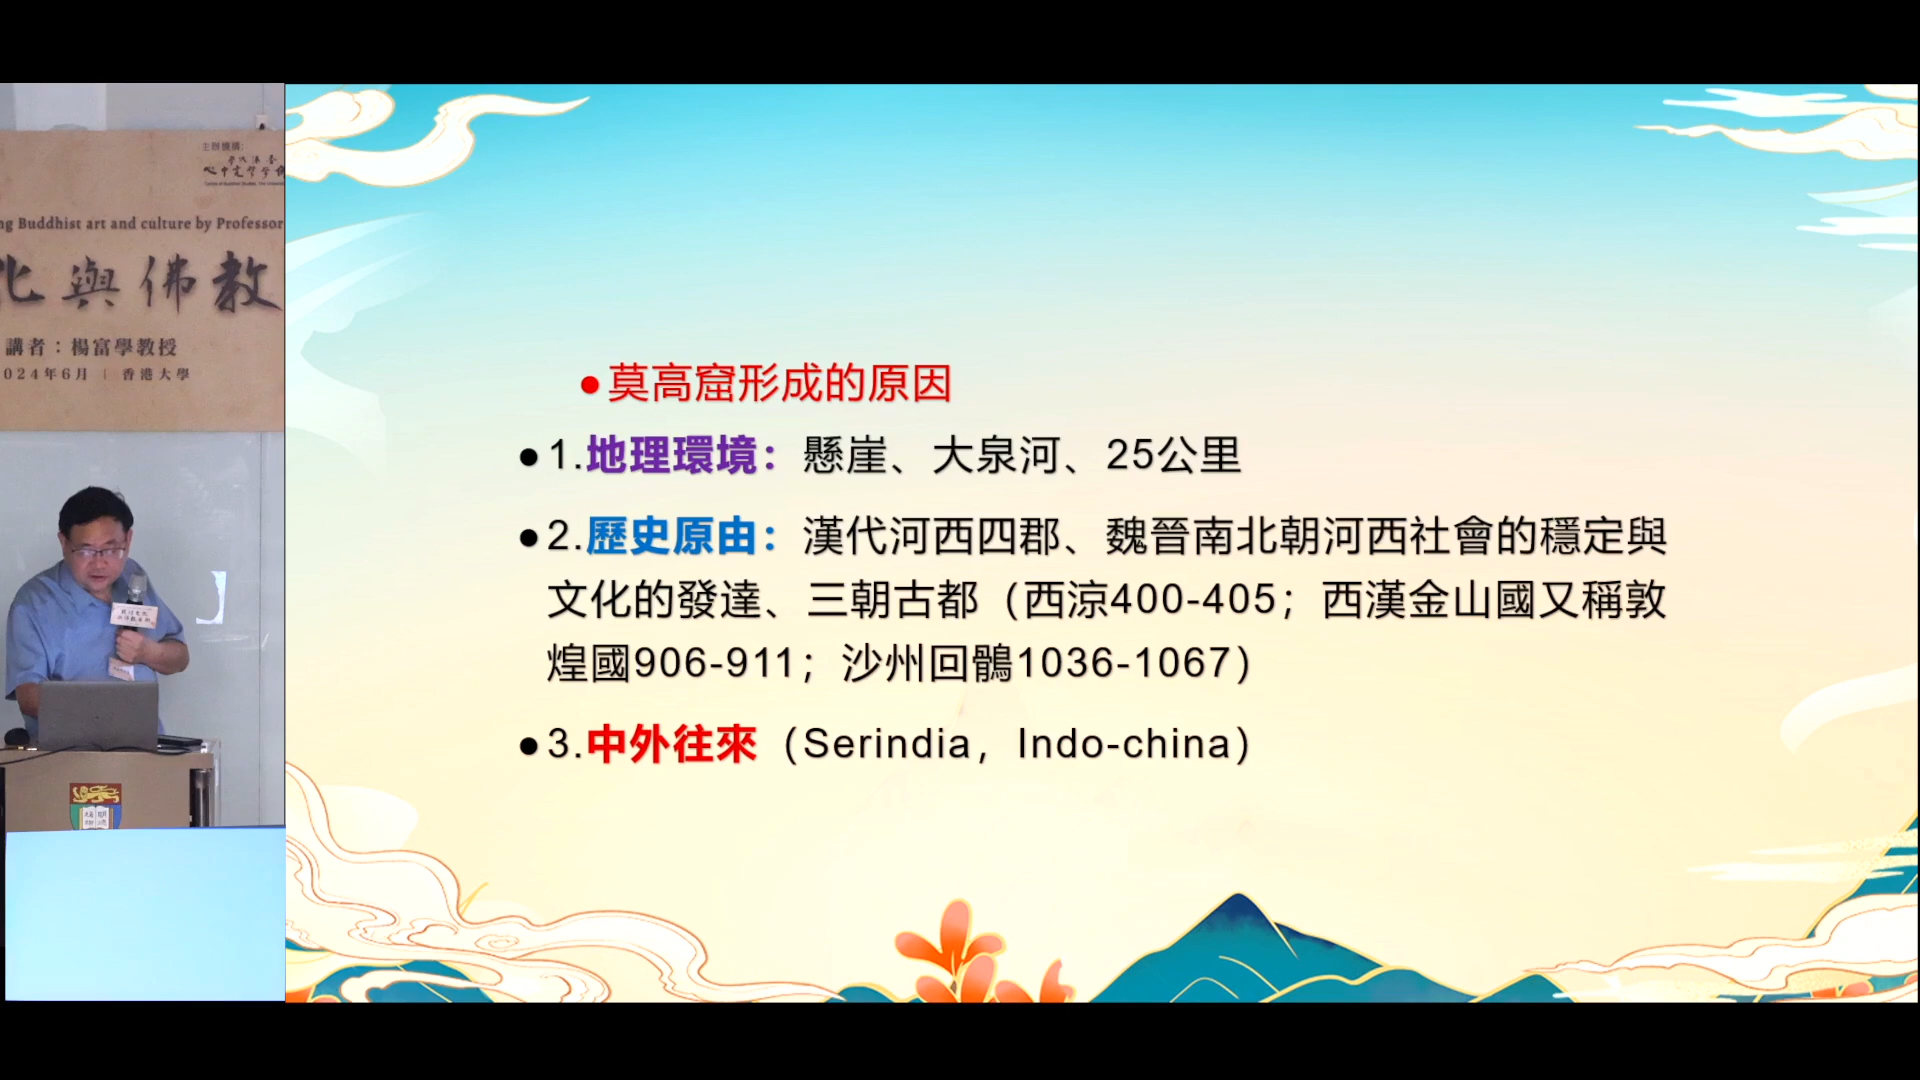 主辦機構:
ng Buddhist art and culture by Professor
化與佛教
講者：楊富學教授
024年6月 | 香港大學
•莫高窟形成的原因
•1.地理環境：懸崖、大泉河、25公里
•2.歷史原由：漢代河西四郡、魏晉南北朝河西社會的穩定與
文化的發達、三朝古都（西涼400-405；西漢金山國又稱敦
煌國906-911；沙州回鶻1036-1067）
•3.中外往來（Serindia，Indo-china）